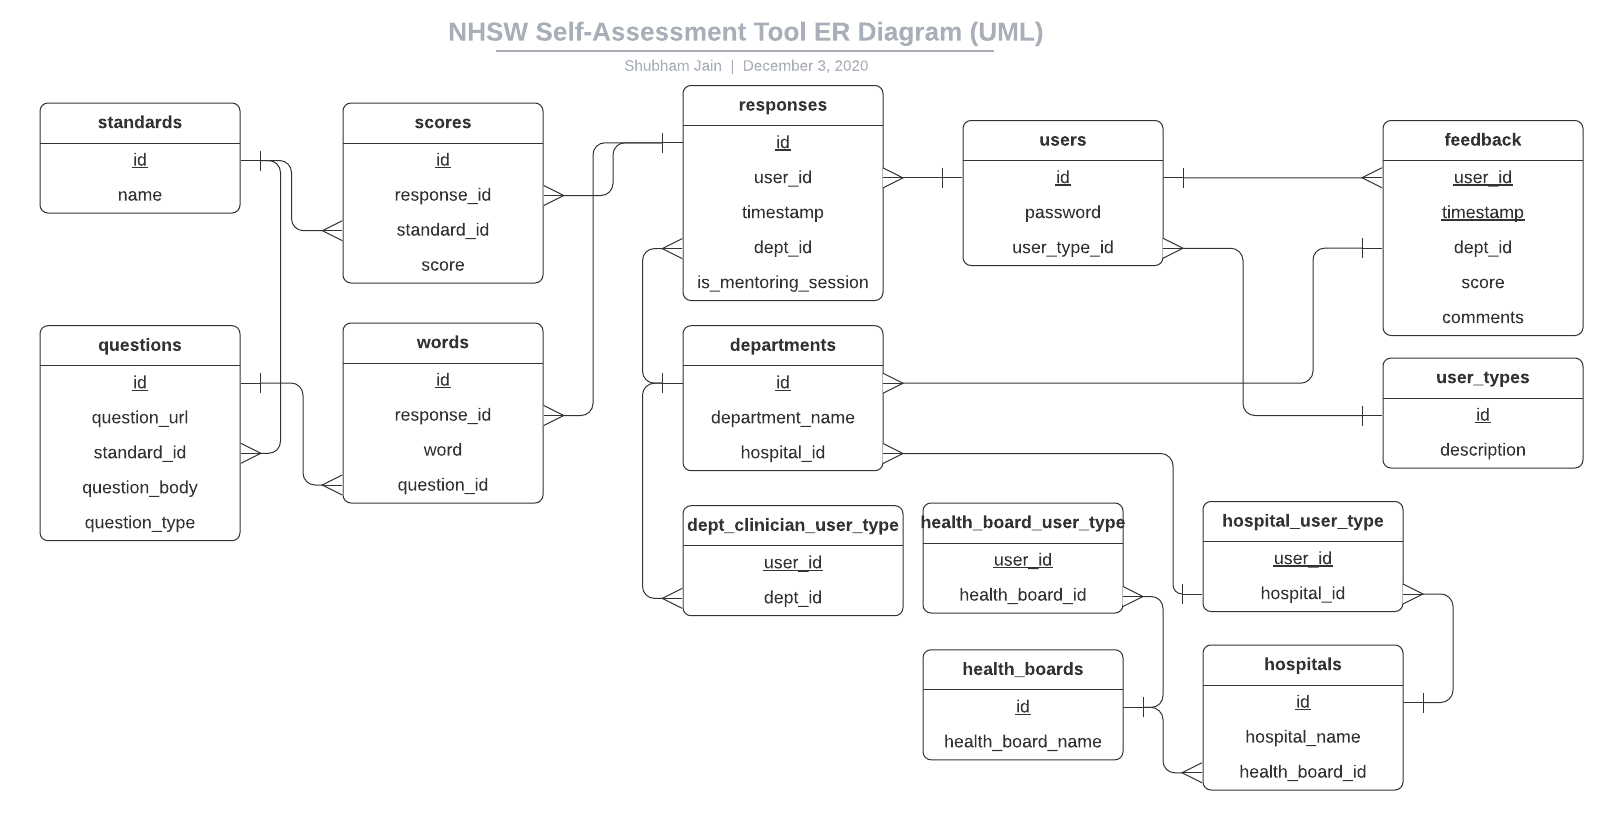 NHSW Self-Assessment Tool ER Diagram (UML)
Shubham Jain | December 3, 2020
standards
id
name
scores
id
response_id
standard_id
score
responses
id
user_id
timestamp
dept_id
is_mentoring_session
users
id
password
user_type_id
feedback
user_id
timestamp
dept_id
score
comments
questions
id
question_url
standard_id
question_body
question_type
words
id
response_id
word
question_id
departments
id
department_name
hospital_id
user_types
id
description
dept_clinician_user_type
user_id
dept_id
health_board_user_type
user_id
health_board_id
hospital_user_type
user_id
hospital_id
health_boards
id
health_board_name
hospitals
id
hospital_name
health_board_id